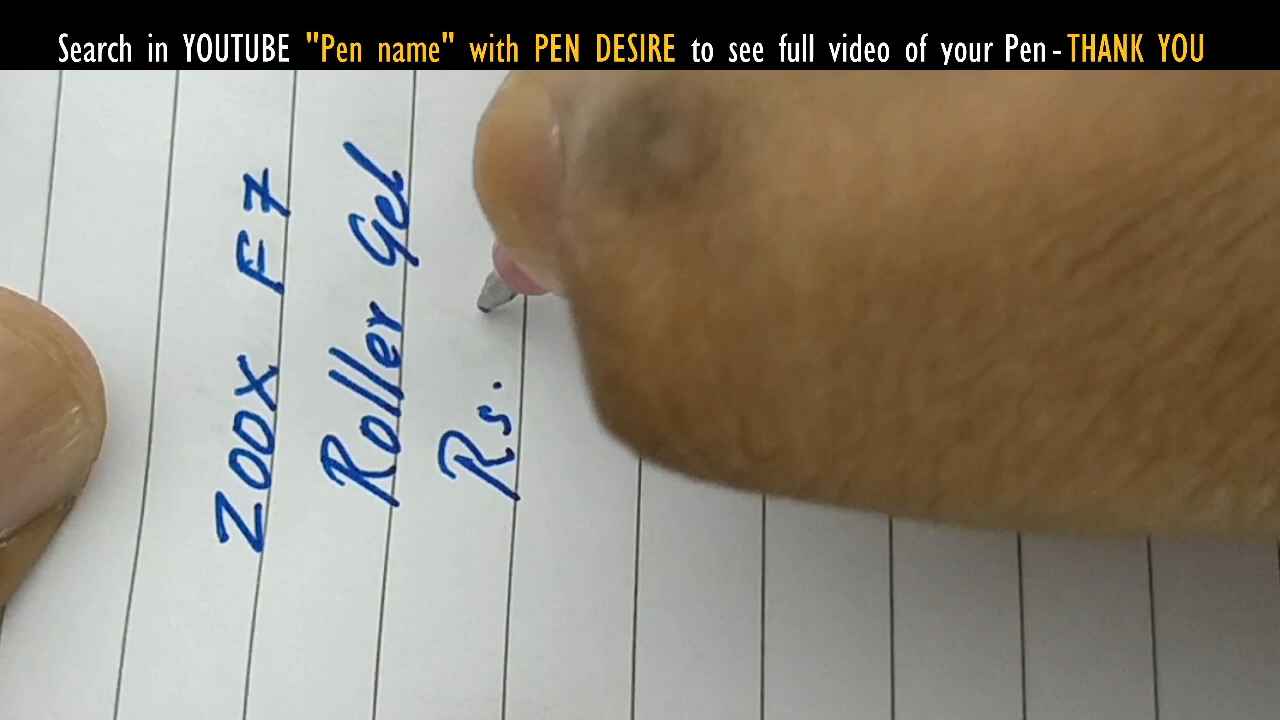 Search in YOUTUBE "Pen name" with PEN DESIRE to see full video of your Pen - THANK YOU
ZOOX F7
Roller Gel
Rs.